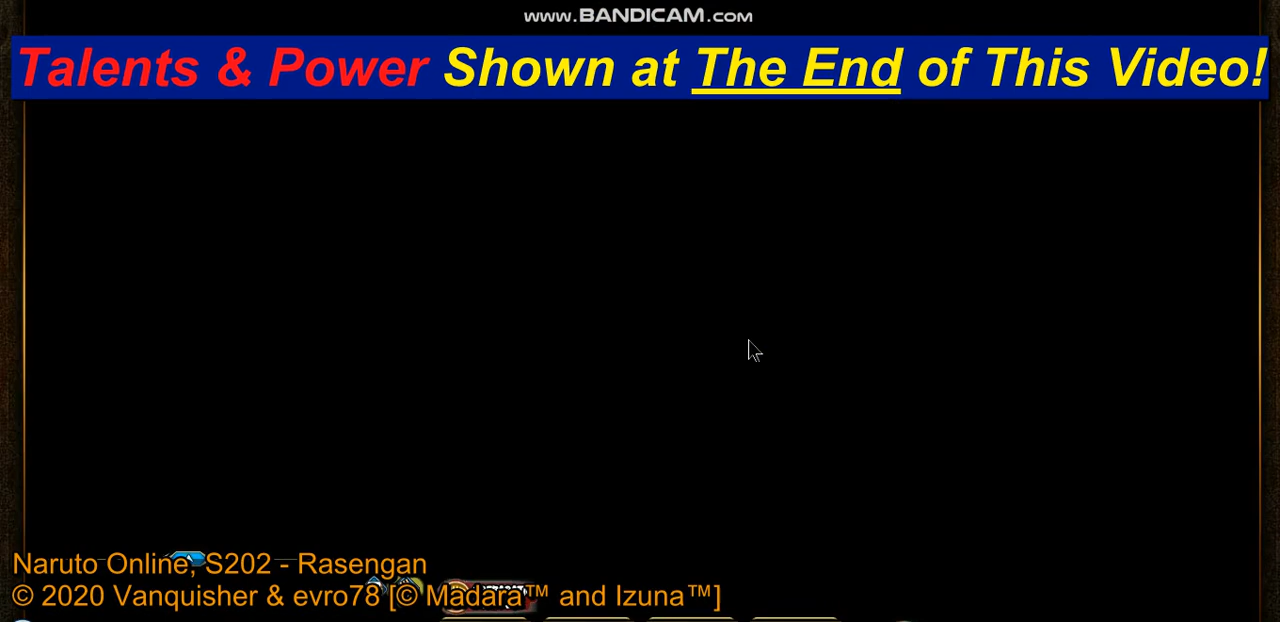 www.BANDICAM.com
Talents & Power Shown at The End of This Video!
Naruto Online, S202 - Rasengan
© 2020 Vanquisher & evro78 [© Madara™ and Izuna™]